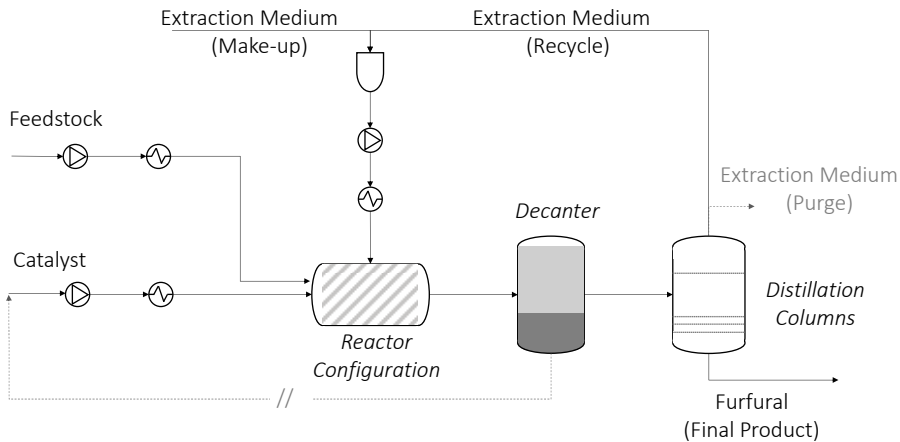 Extraction Medium
(Make-up)
Extraction Medium
(Recycle)
Feedstock
Extraction Medium
(Purge)
Decanter
Catalyst
Distillation
Columns
Reactor
Configuration
//
Furfural
(Final Product)